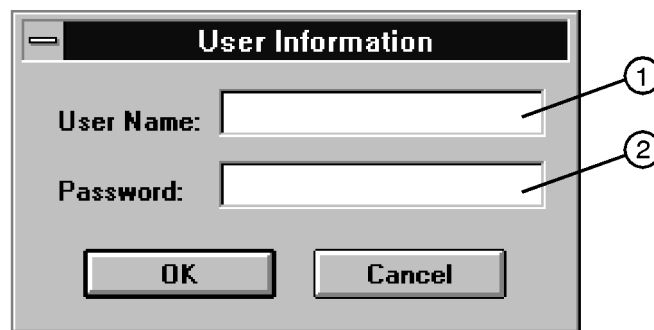 User Information
User Name:
1
Password:
2
OK
Cancel